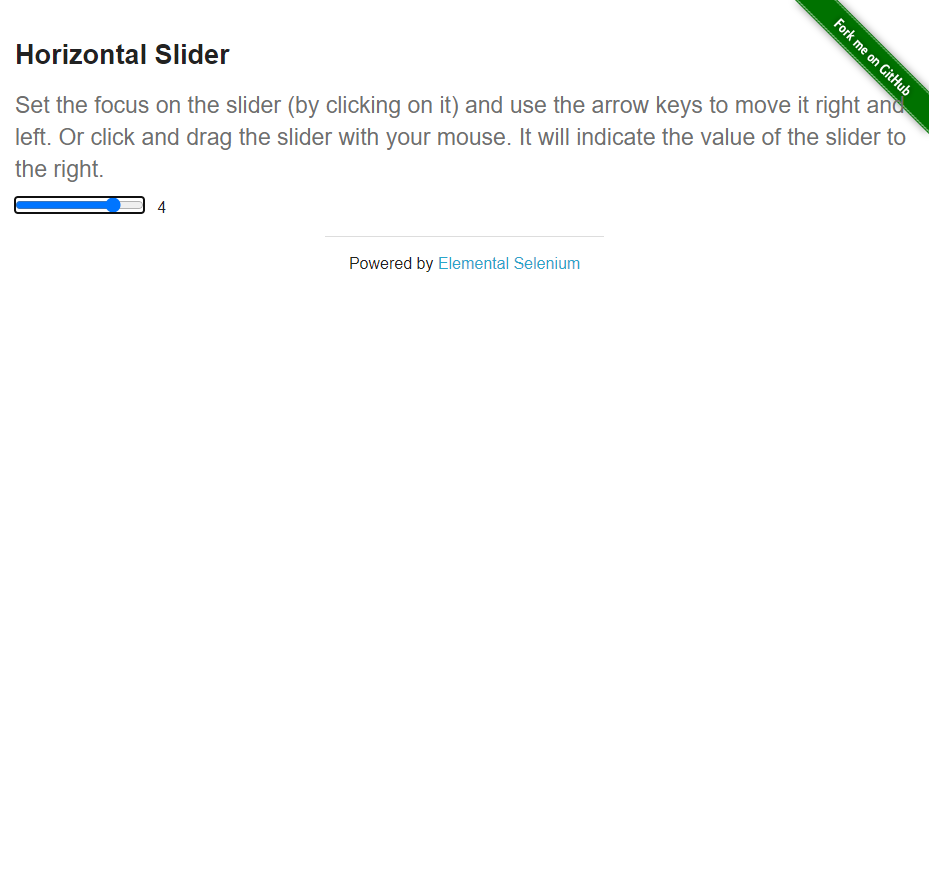 Fork me on GitHub
Horizontal Slider
Set the focus on the slider (by clicking on it) and use the arrow keys to move it right and
left. Or click and drag the slider with your mouse. It will indicate the value of the slider to
the right.
4
Powered by Elemental Selenium